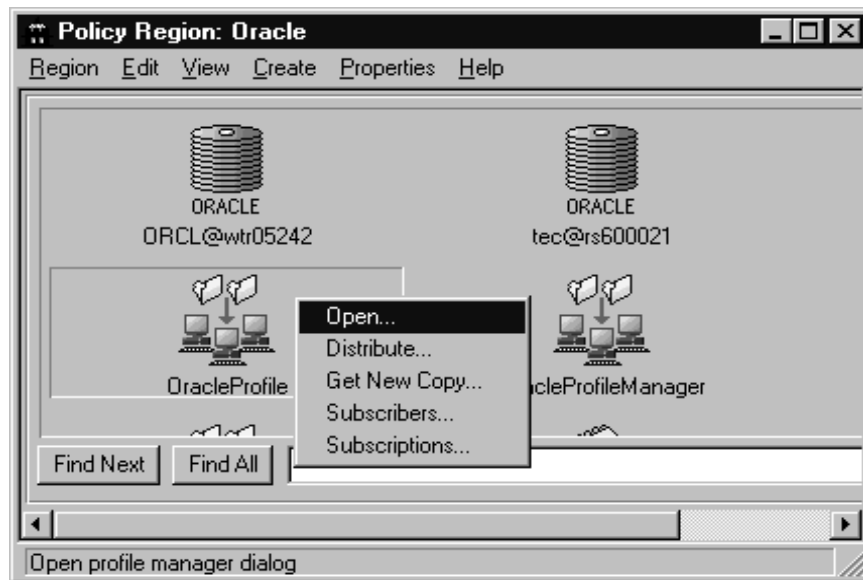 Policy Region: Oracle
Region Edit View Create Properties Help
ORACLE ORACLE
ORCL@wtr05242 tec@rs600021
Open...
Distribute...
Get New Copy...
Subscribers...
Subscriptions...
OracleProfile cleProfileManager
Find Next Find All
Open profile manager dialog